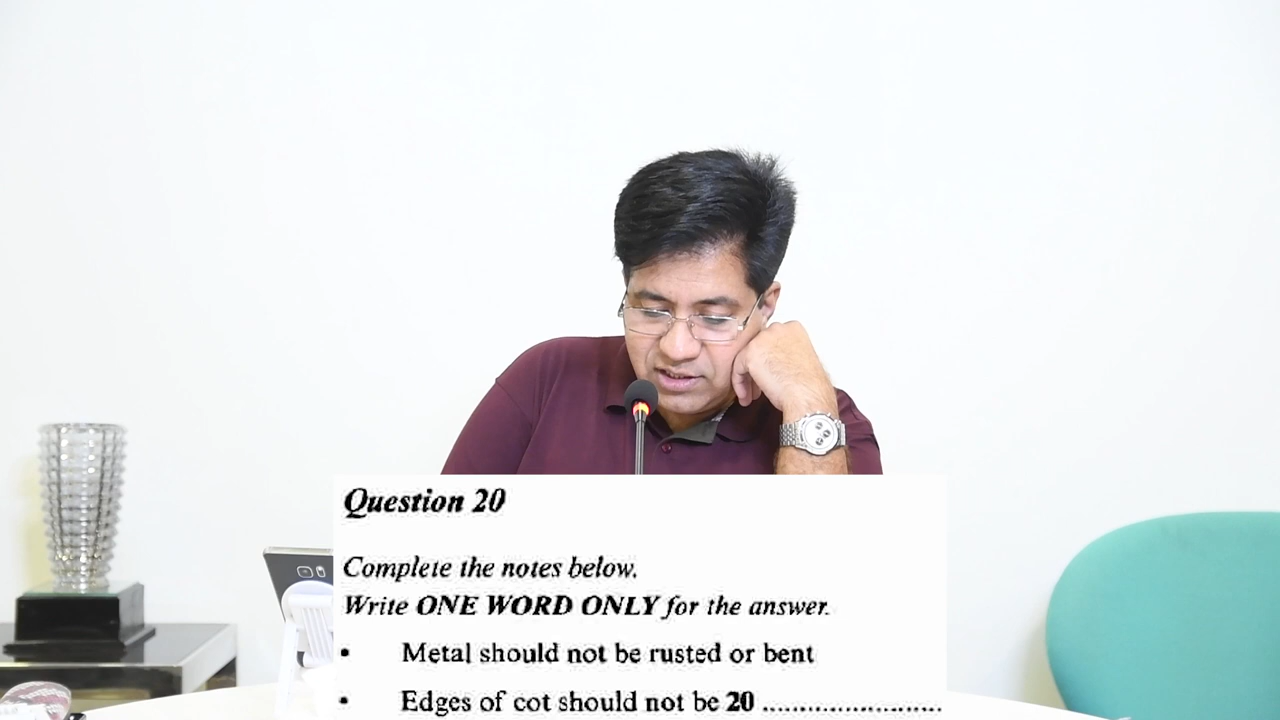 Question 20
Complete the notes below.
Write ONE WORD ONLY for the answer.
• Metal should not be rusted or bent
• Edges of cot should not be 20 ........................